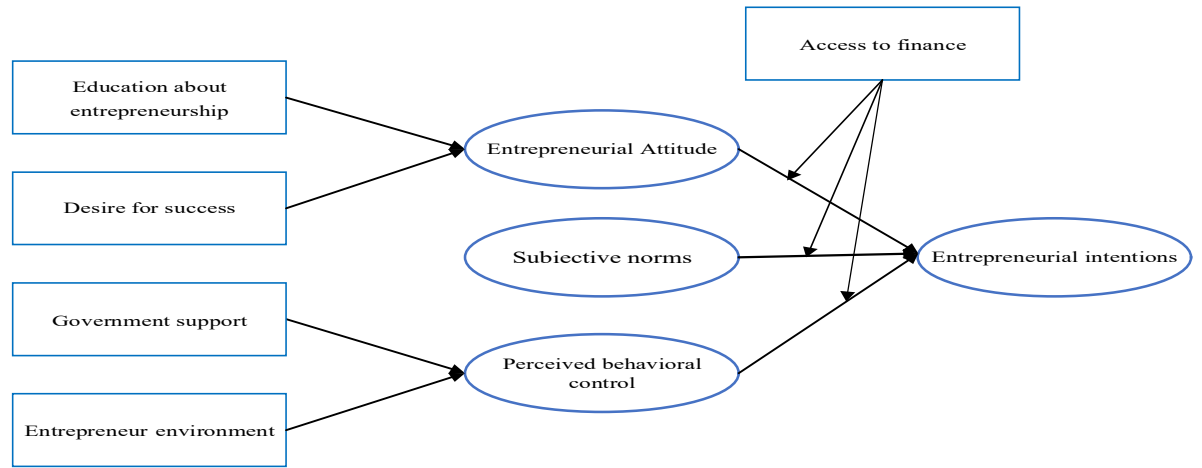 Access to finance
Education about
entrepreneurship
Entrepreneurial Attitude
Desire for success
Subiective norms
Entrepreneurial intentions
Government support
Perceived behavioral
control
Entrepreneur environment